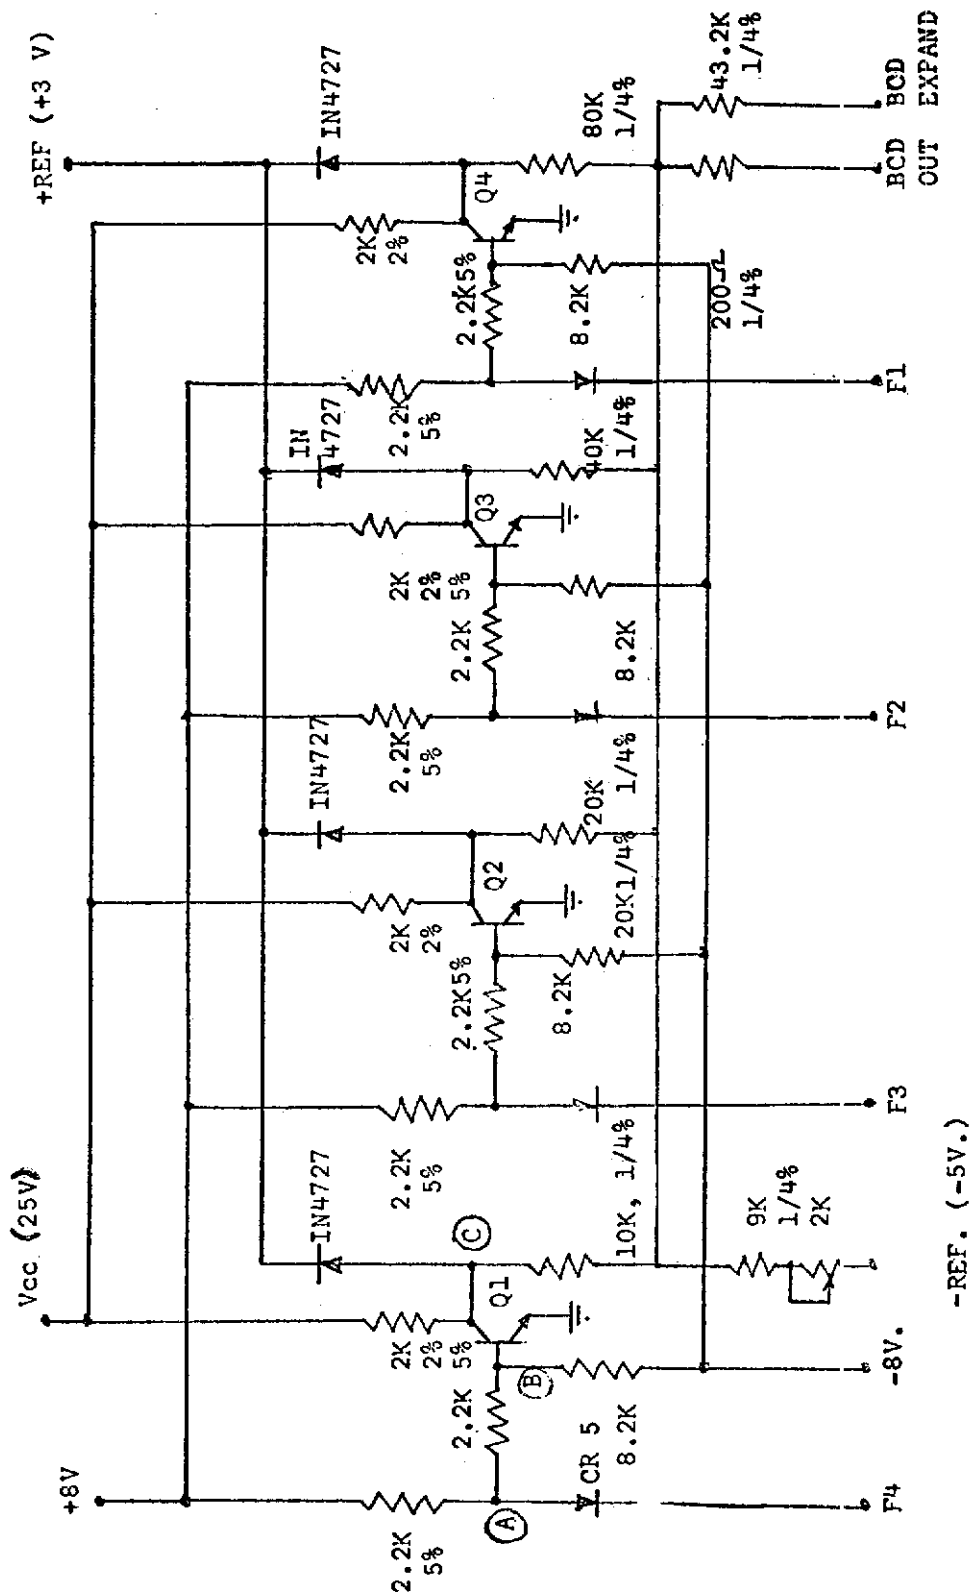 +8V
Vcc (25V)
+REF (+3 V)
2.2K
5%
2K
2%
5%
IN4727
2.2K
5%
2K
2%
IN4727
2.2K
5%
2K
2%
5%
IN
4727
2.2K
5%
2K
2%
IN4727
A
2.2K
B
Q1
C
2.2K5%
Q2
2.2K
Q3
2.2K5%
Q4
CR 5
8.2K
10K, 1/4%
8.2K
20K
1/4%
20K1/4%
8.2K
40K
1/4%
8.2K
80K
1/4%
9K
1/4%
2K
200Ω
1/4%
43.2K
1/4%
F4
-8V.
F3
F2
F1
BCD
OUT
BCD
EXPAND
-REF. (-5V.)